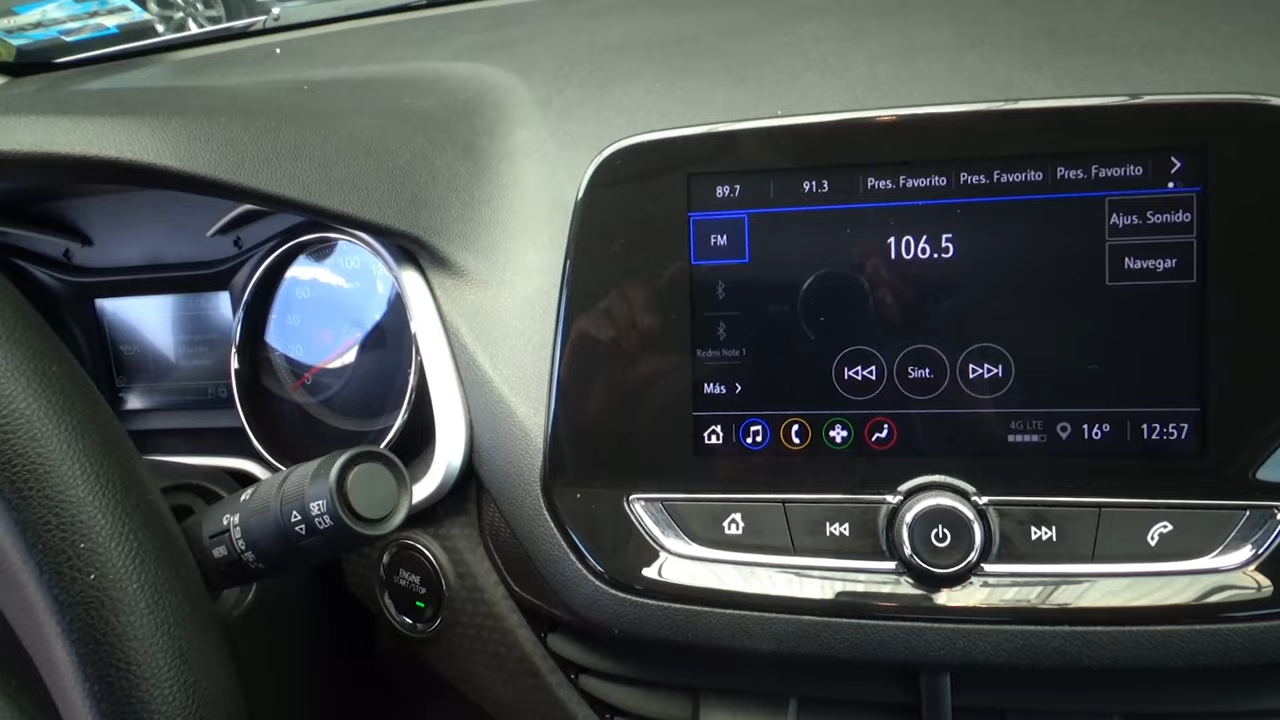 89.7
91.3
Pres. Favorito
Pres. Favorito
Pres. Favorito
FM
106.5
Ajus. Sonido
Navegar
Redmi Note 1
Más
Sint.
4G LTE
16°
12:57
100
60
40
20
0
SET/
CLR
MENU
ENGINE
START/STOP